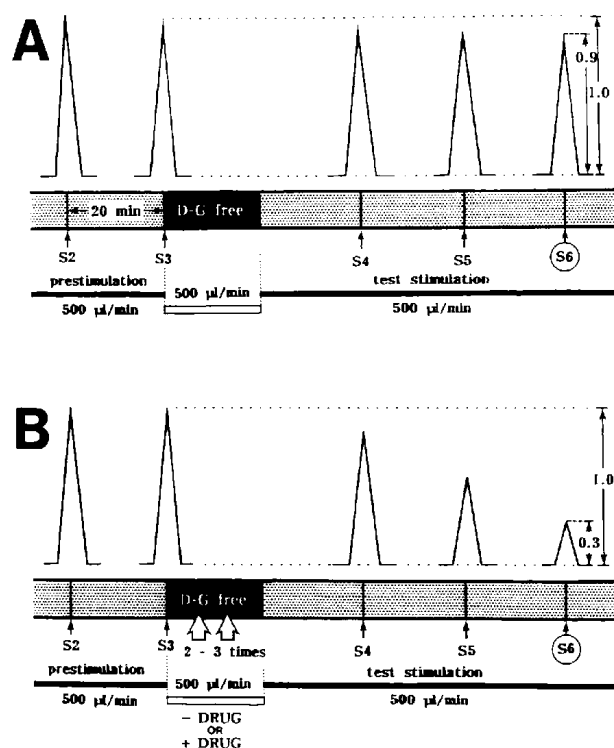 A
0.9
1.0
20 min
D-G free
S2
S3
S4
S5
S6
prestimulation
500 µl/min
test stimulation
500 µl/min
500 µl/min
B
1.0
0.3
D-G free
S2
S3
2 - 3 times
S4
S5
S6
prestimulation
500 µl/min
test stimulation
500 µl/min
500 µl/min
− DRUG
OR
+ DRUG